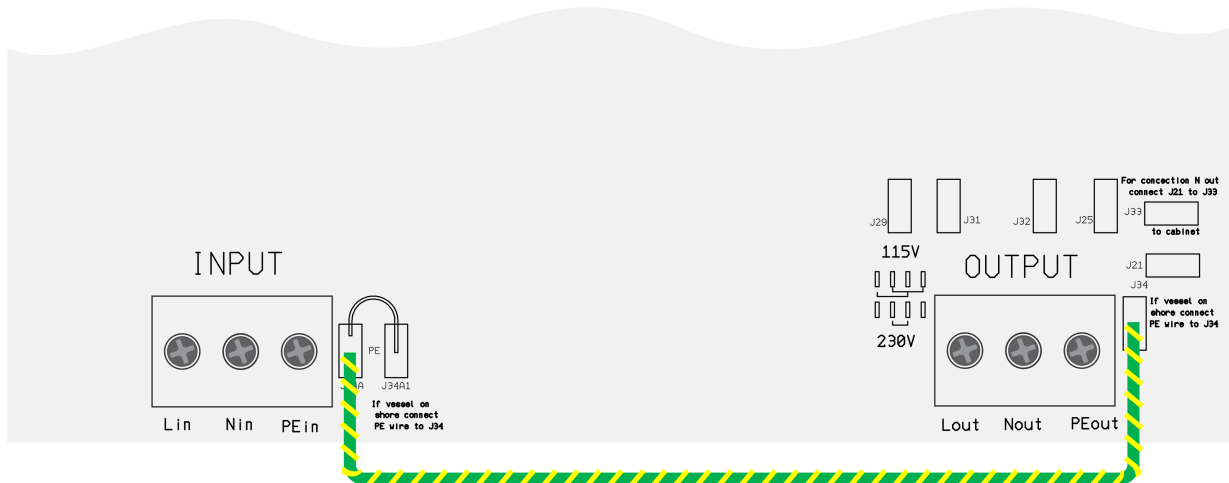 For concection N out
connect J21 to J33
J29
J31
J32
J25
J33
to cabinet
115V
INPUT
OUTPUT
J21
J34
If vessel on
shore connect
PE wire to J34
230V
PE
J34A1
If vessel on
shore connect
PE wire to J34
Lin
Nin
PEin
Lout
Nout
PEout